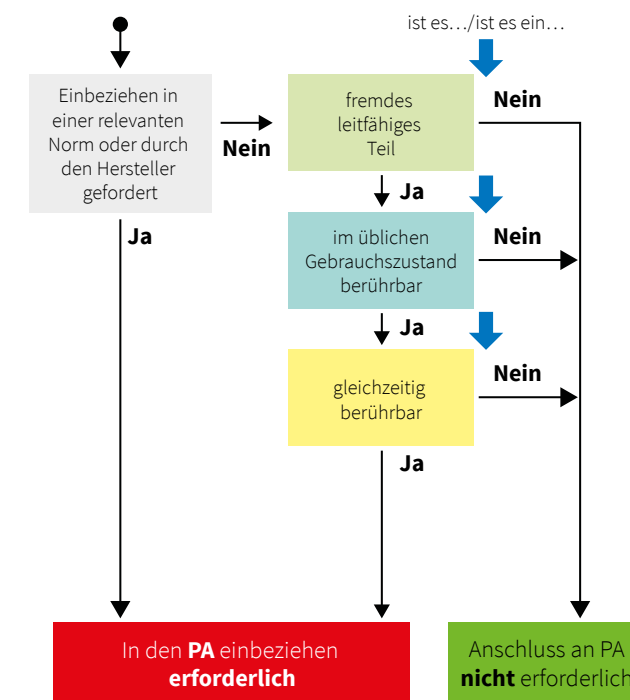 ist es…/ist es ein…
Einbeziehen in
einer relevanten
Norm oder durch
den Hersteller
gefordert
Nein
Ja
fremdes
leitfähiges
Teil
Nein
Ja
im üblichen
Gebrauchszustand
berührbar
Nein
Ja
gleichzeitig
berührbar
Nein
Ja
In den PA einbeziehen
erforderlich
Anschluss an PA
nicht erforderlich